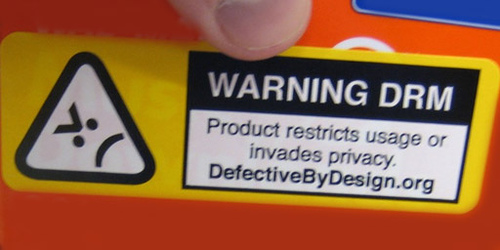 WARNING DRM
Product restricts usage or
invades privacy.
DefectiveByDesign.org